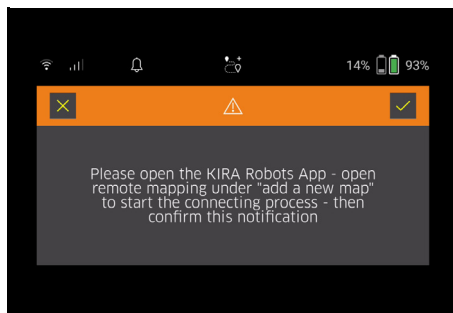 14% 93%
Please open the KIRA Robots App - open
remote mapping under "add a new map"
to start the connecting process - then
confirm this notification